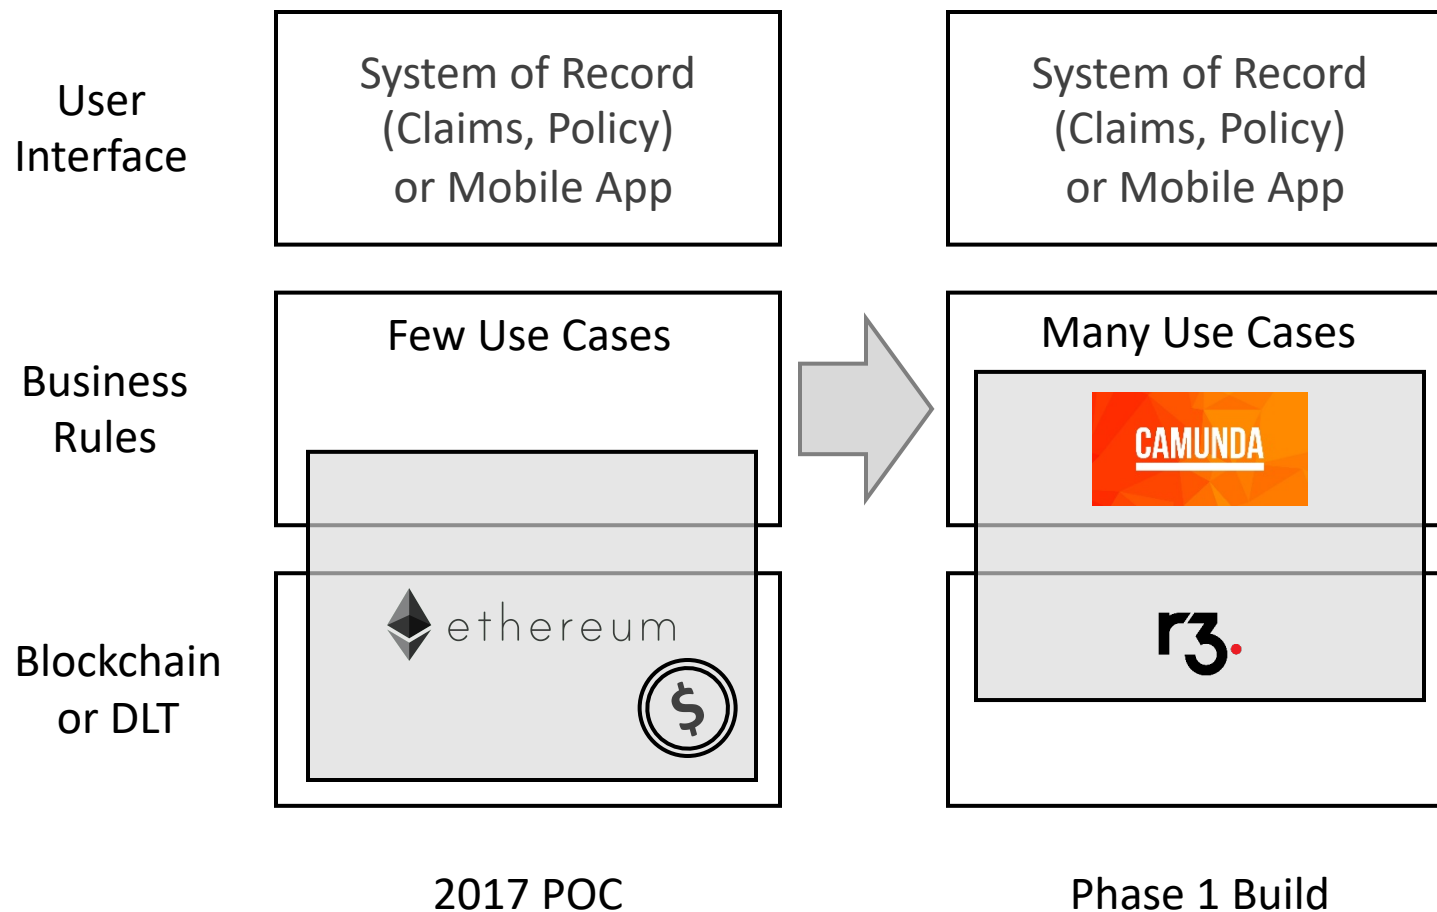 User
Interface
System of Record
(Claims, Policy)
or Mobile App
System of Record
(Claims, Policy)
or Mobile App
Business
Rules
Few Use Cases
Many Use Cases
CAMUNDA
Blockchain
or DLT
ethereum
$
r3.
2017 POC
Phase 1 Build